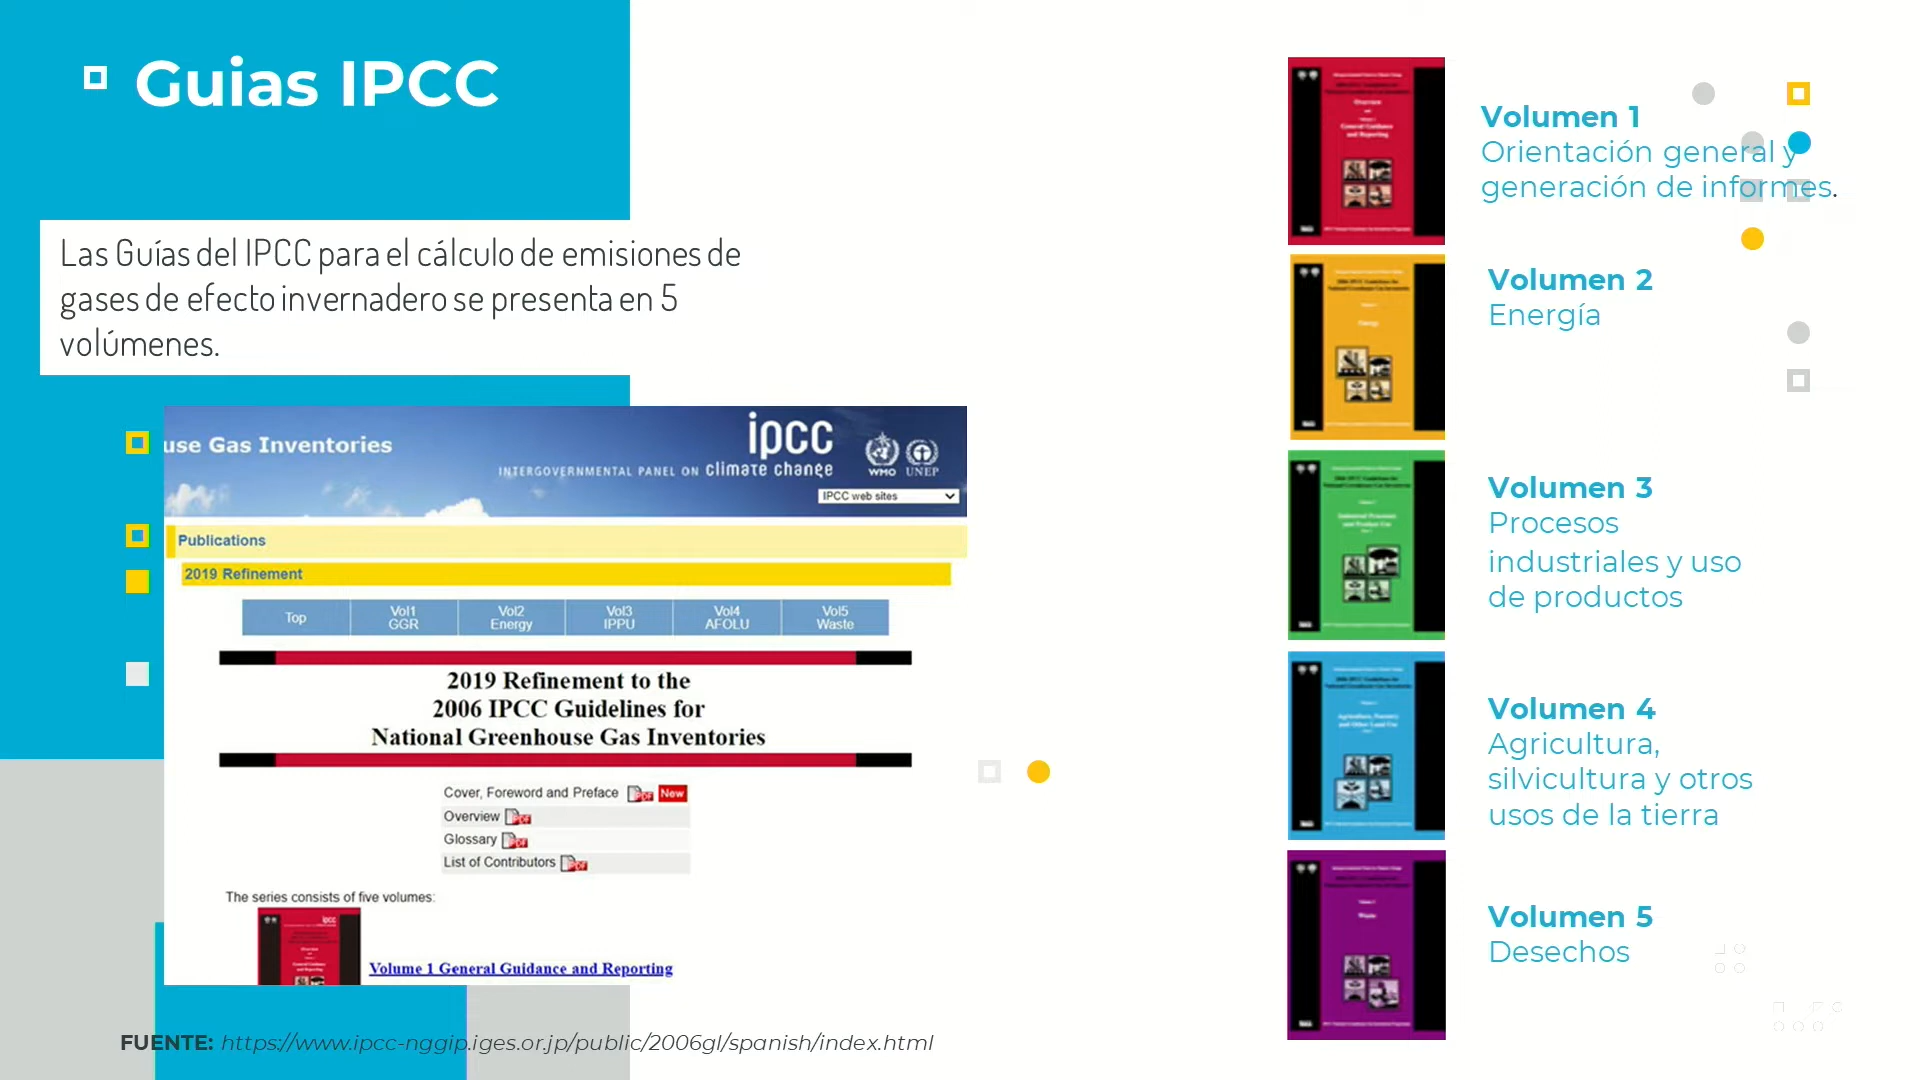 Guias IPCC
Las Guías del IPCC para el cálculo de emisiones de
gases de efecto invernadero se presenta en 5
volúmenes.
use Gas Inventories
ipcc
INTERGOVERNMENTAL PANEL ON climate change
WMO
UNEP
IPCC web sites
Publications
2019 Refinement
Top
Vol1
GGR
Vol2
Energy
Vol3
IPPU
Vol4
AFOLU
Vol5
Waste
2019 Refinement to the
2006 IPCC Guidelines for
National Greenhouse Gas Inventories
Cover, Foreword and Preface PDF New
Overview PDF
Glossary PDF
List of Contributors PDF
The series consists of five volumes:
Volume 1 General Guidance and Reporting
FUENTE: https://www.ipcc-nggip.iges.or.jp/public/2006gl/spanish/index.html
Volumen 1
Orientación general y
generación de informes.
Volumen 2
Energía
Volumen 3
Procesos
industriales y uso
de productos
Volumen 4
Agricultura,
silvicultura y otros
usos de la tierra
Volumen 5
Desechos